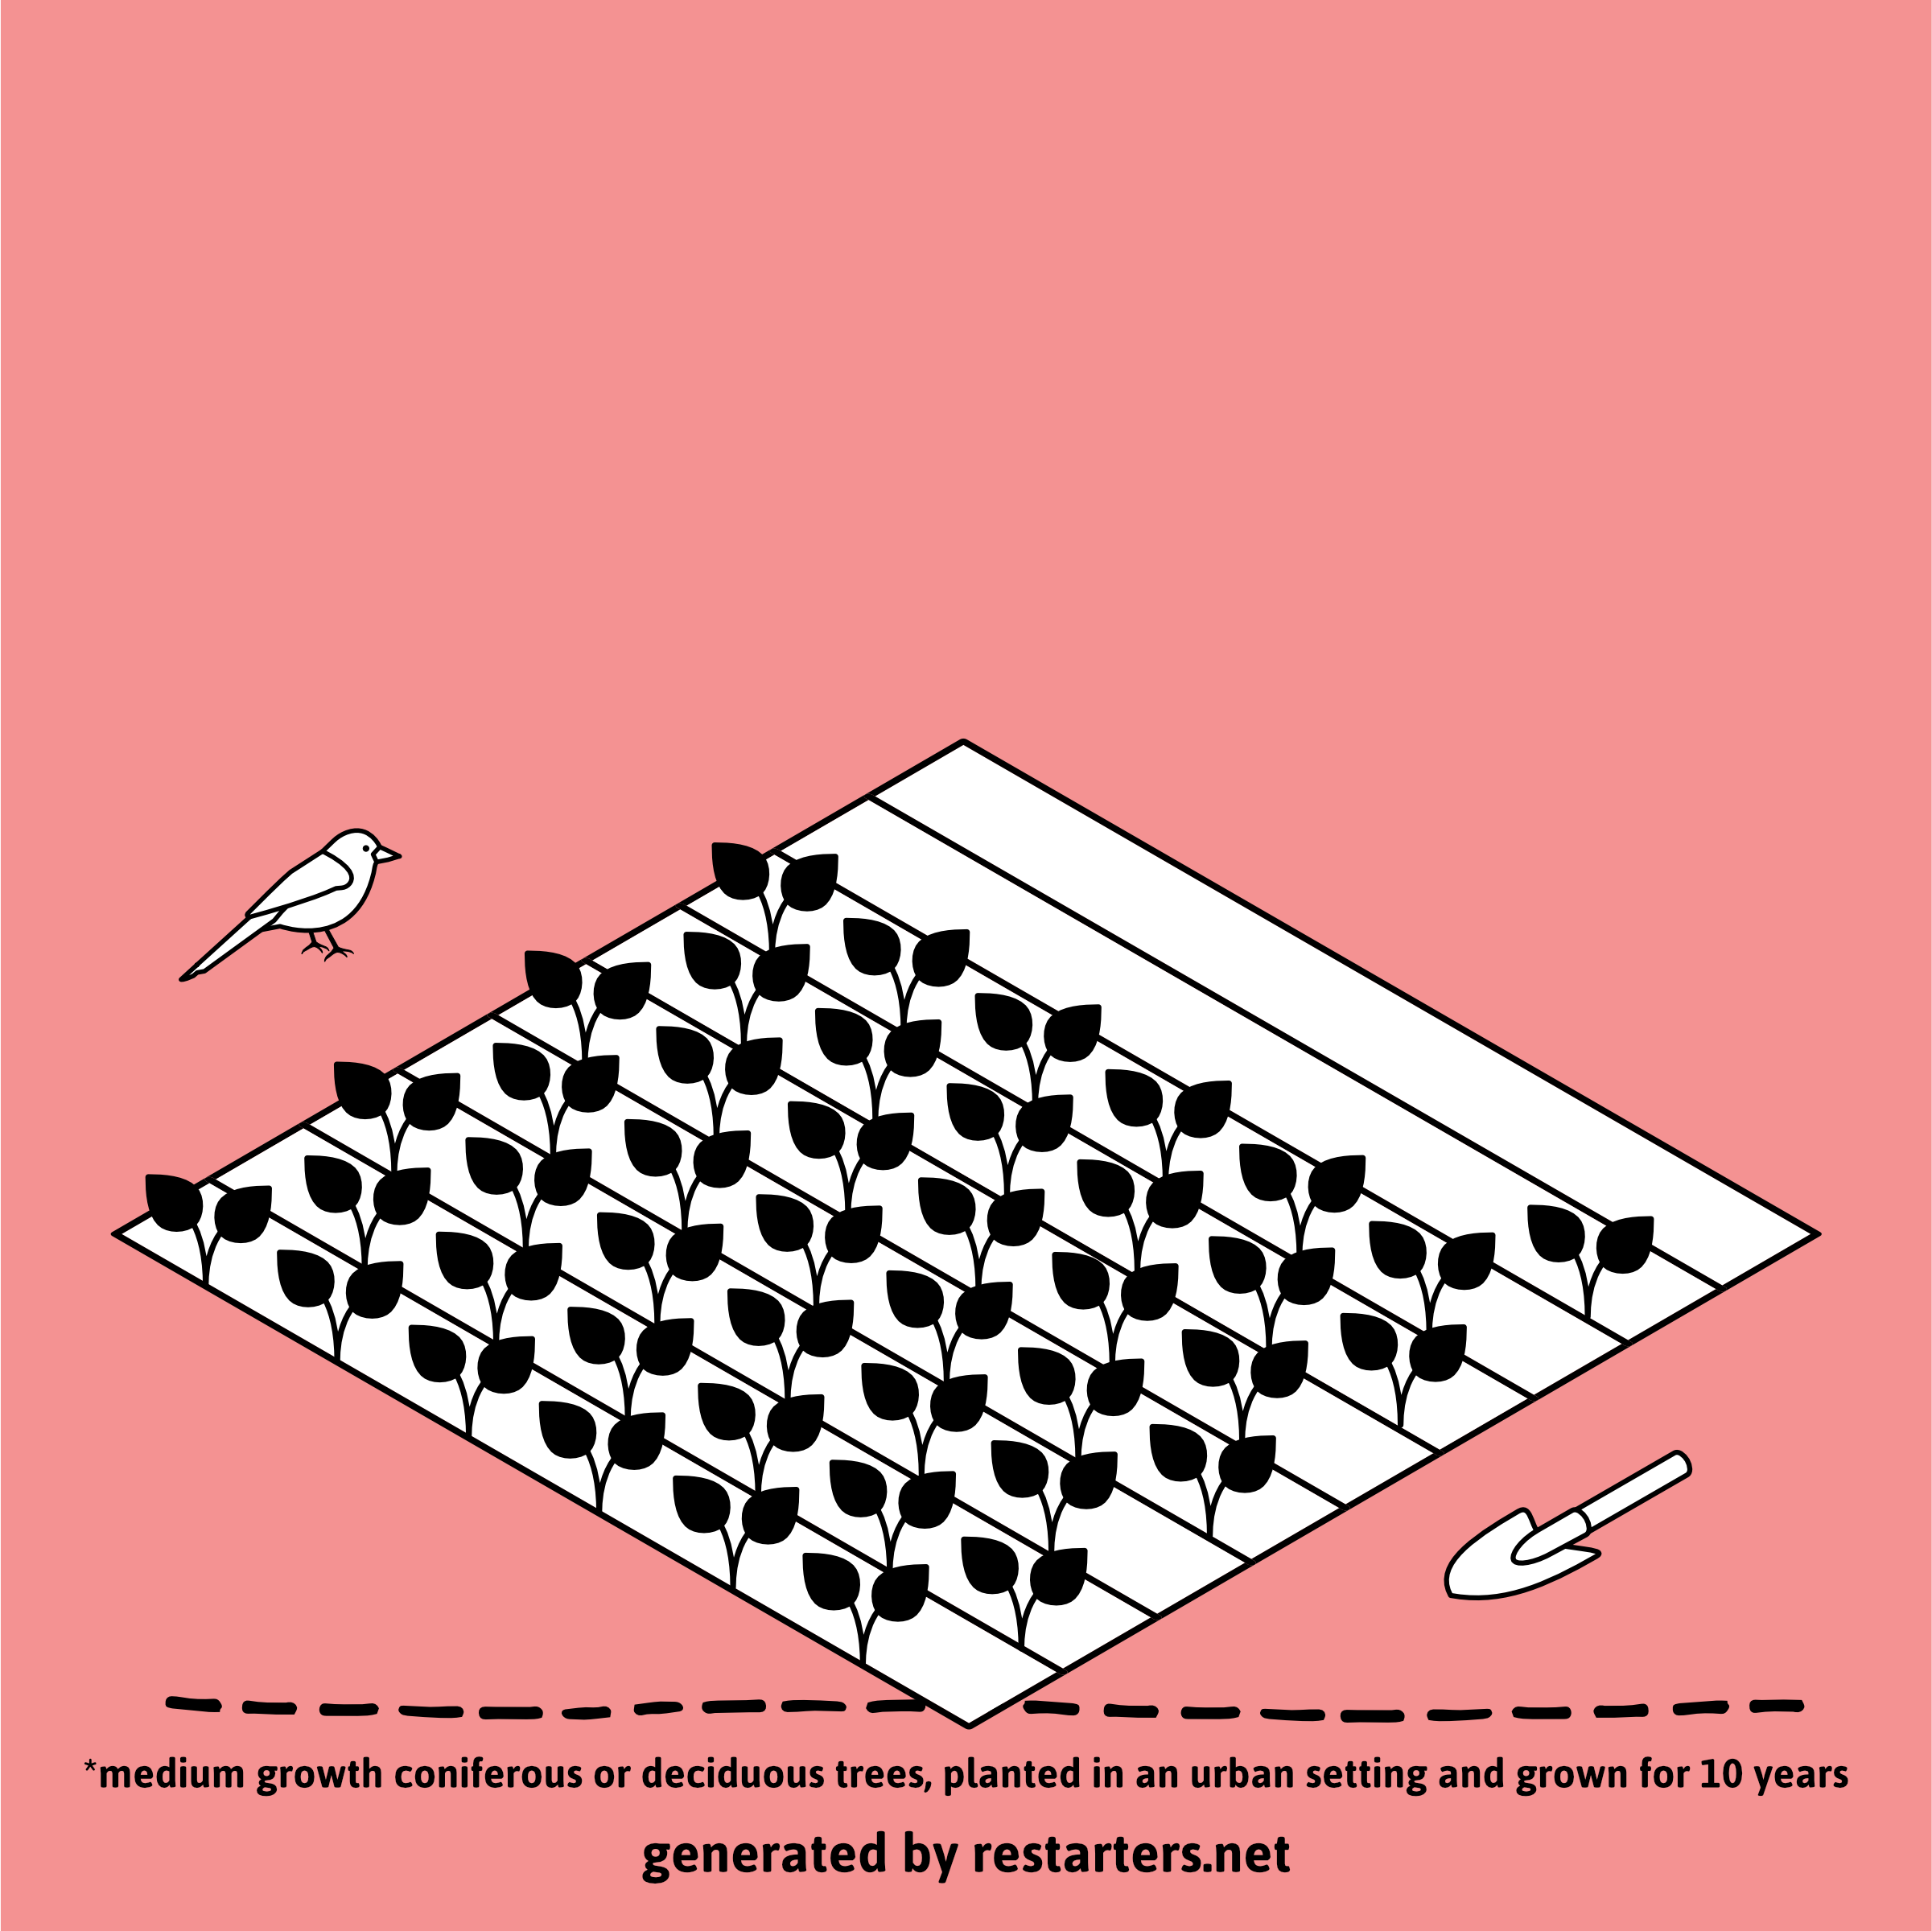 *medium growth coniferous or deciduous trees, planted in an urban setting and grown for 10 years
generated by restarters.net